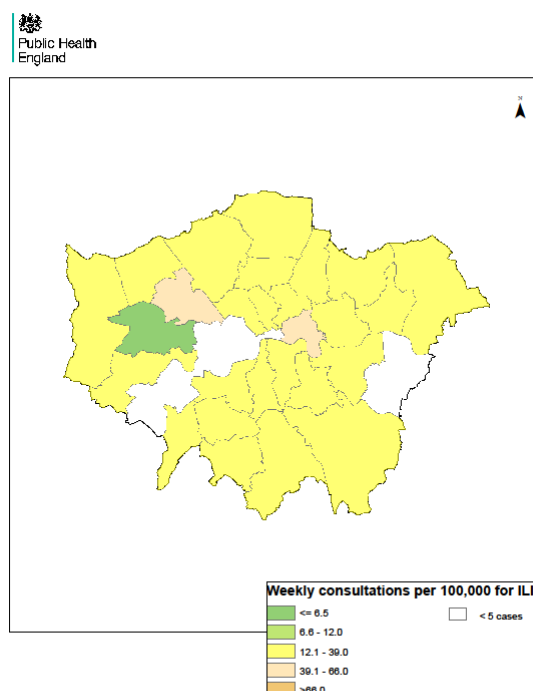 Public Health
England
N
Weekly consultations per 100,000 for ILI
<= 6.5
< 5 cases
6.6 - 12.0
12.1 - 39.0
39.1 - 66.0
>66.0